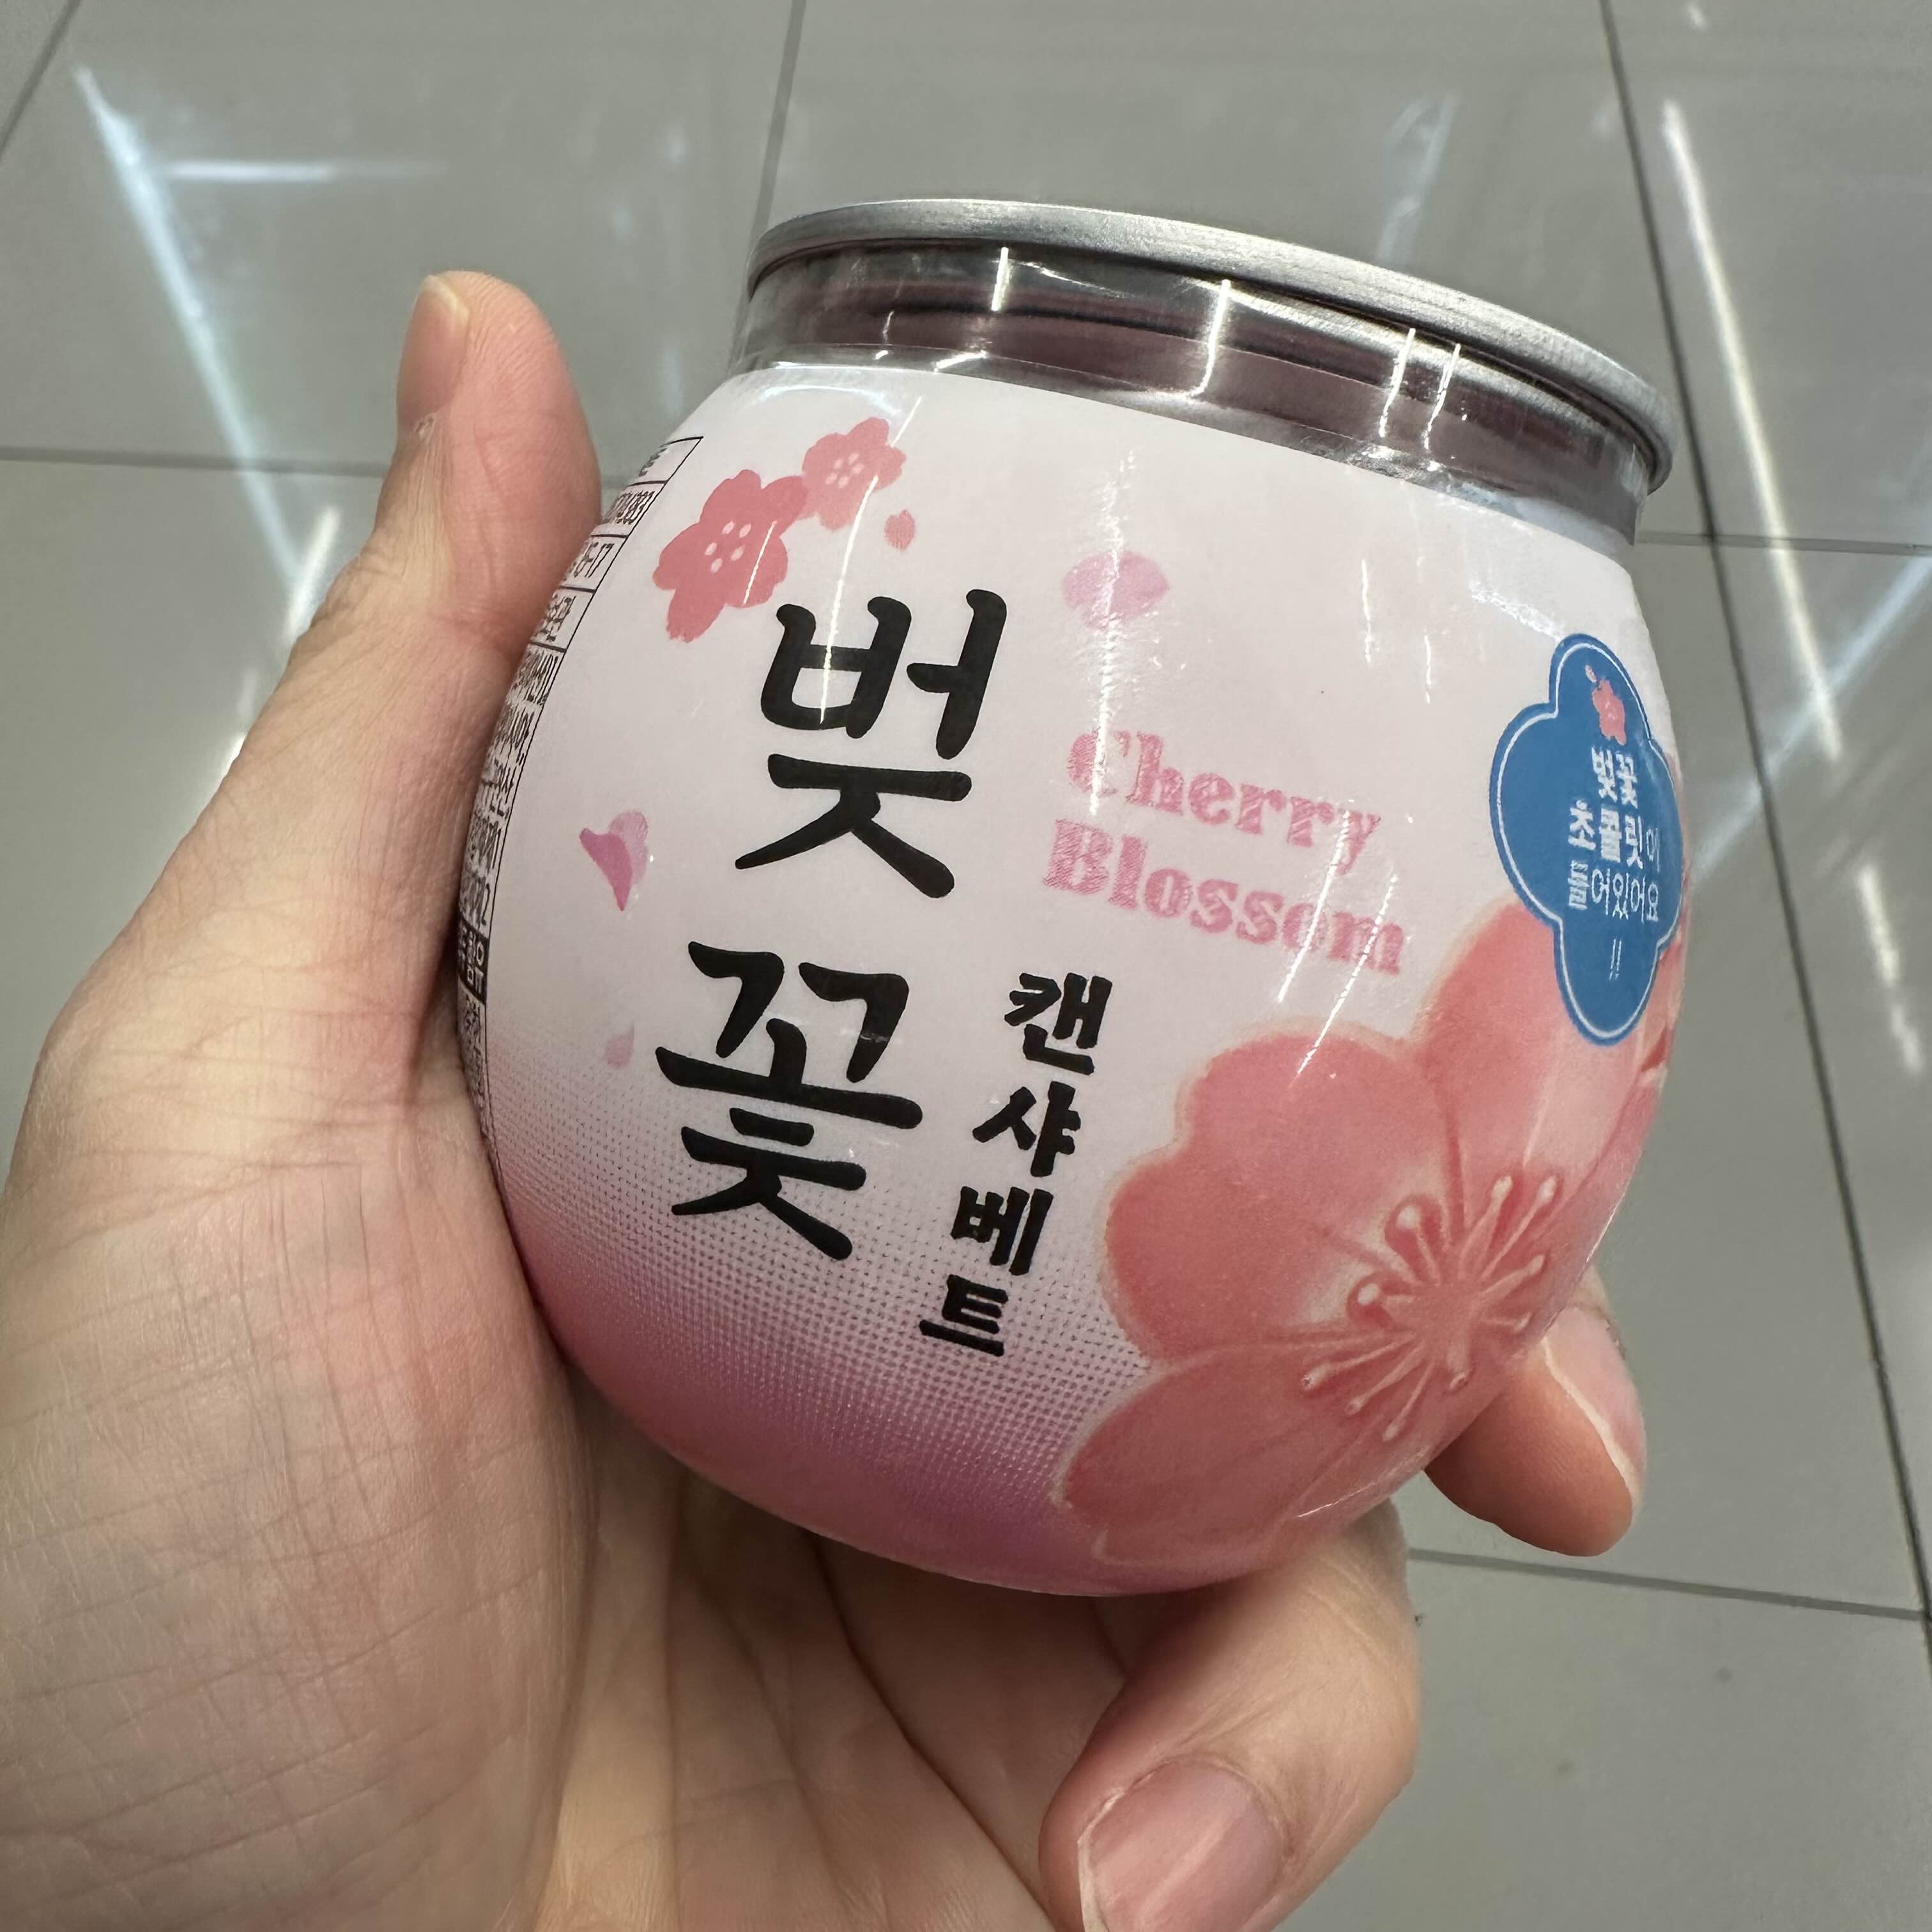 벚꽃
Cherry
Blossom
캔샤베트
벚꽃
초콜릿이
들어있어요
!!